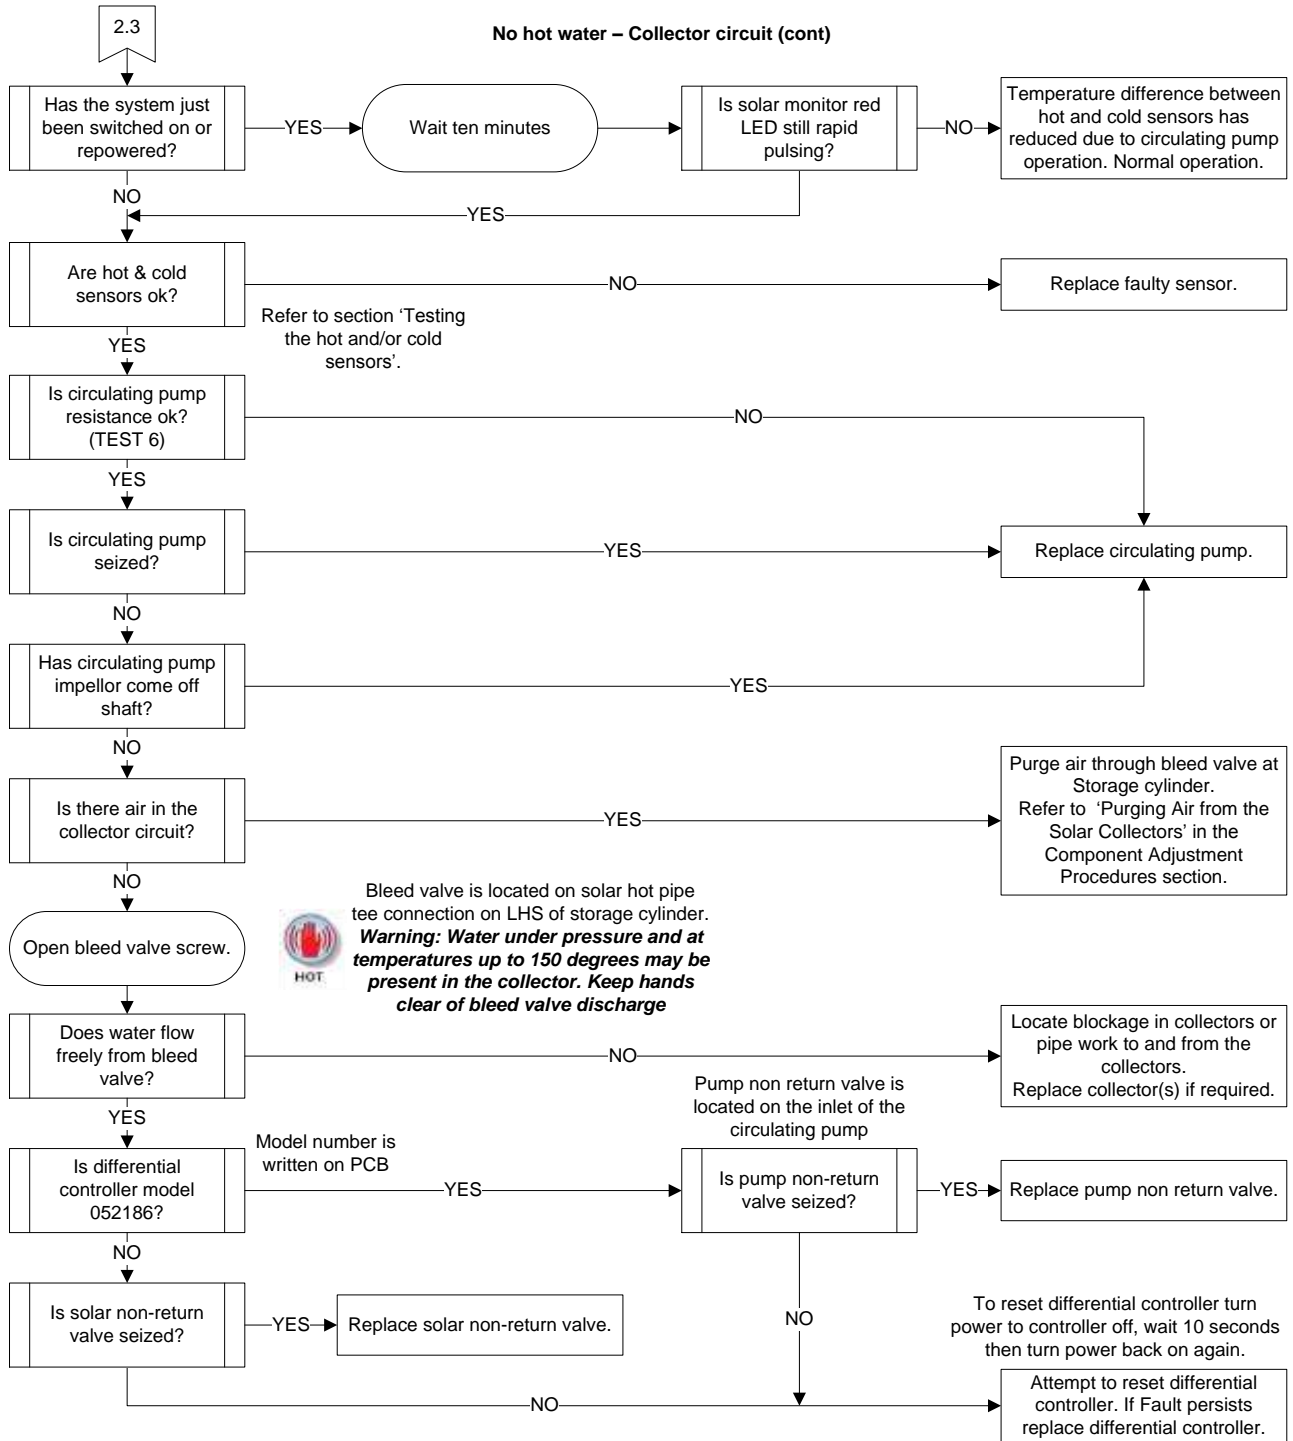 2.3
No hot water – Collector circuit (cont)
Has the system just
been switched on or
repowered?
YES
Wait ten minutes
Is solar monitor red
LED still rapid
pulsing?
NO
Temperature difference between
hot and cold sensors has
reduced due to circulating pump
operation. Normal operation.
NO
YES
Are hot & cold
sensors ok?
NO
Replace faulty sensor.
Refer to section ‘Testing
the hot and/or cold
sensors’.
YES
Is circulating pump
resistance ok?
(TEST 6)
NO
YES
Is circulating pump
seized?
YES
Replace circulating pump.
NO
Has circulating pump
impellor come off
shaft?
YES
NO
Is there air in the
collector circuit?
YES
Purge air through bleed valve at
Storage cylinder.
Refer to ‘Purging Air from the
Solar Collectors’ in the
Component Adjustment
Procedures section.
NO
Open bleed valve screw.
HOT
Bleed valve is located on solar hot pipe
tee connection on LHS of storage cylinder.
Warning: Water under pressure and at
temperatures up to 150 degrees may be
present in the collector. Keep hands
clear of bleed valve discharge
Does water flow
freely from bleed
valve?
NO
Locate blockage in collectors or
pipe work to and from the
collectors.
Replace collector(s) if required.
YES
Model number is
written on PCB
Pump non return valve is
located on the inlet of the
circulating pump
Is differential
controller model
052186?
YES
Is pump non-return
valve seized?
YES
Replace pump non return valve.
NO
Is solar non-return
valve seized?
YES
Replace solar non-return valve.
NO
To reset differential controller turn
power to controller off, wait 10 seconds
then turn power back on again.
NO
Attempt to reset differential
controller. If Fault persists
replace differential controller.